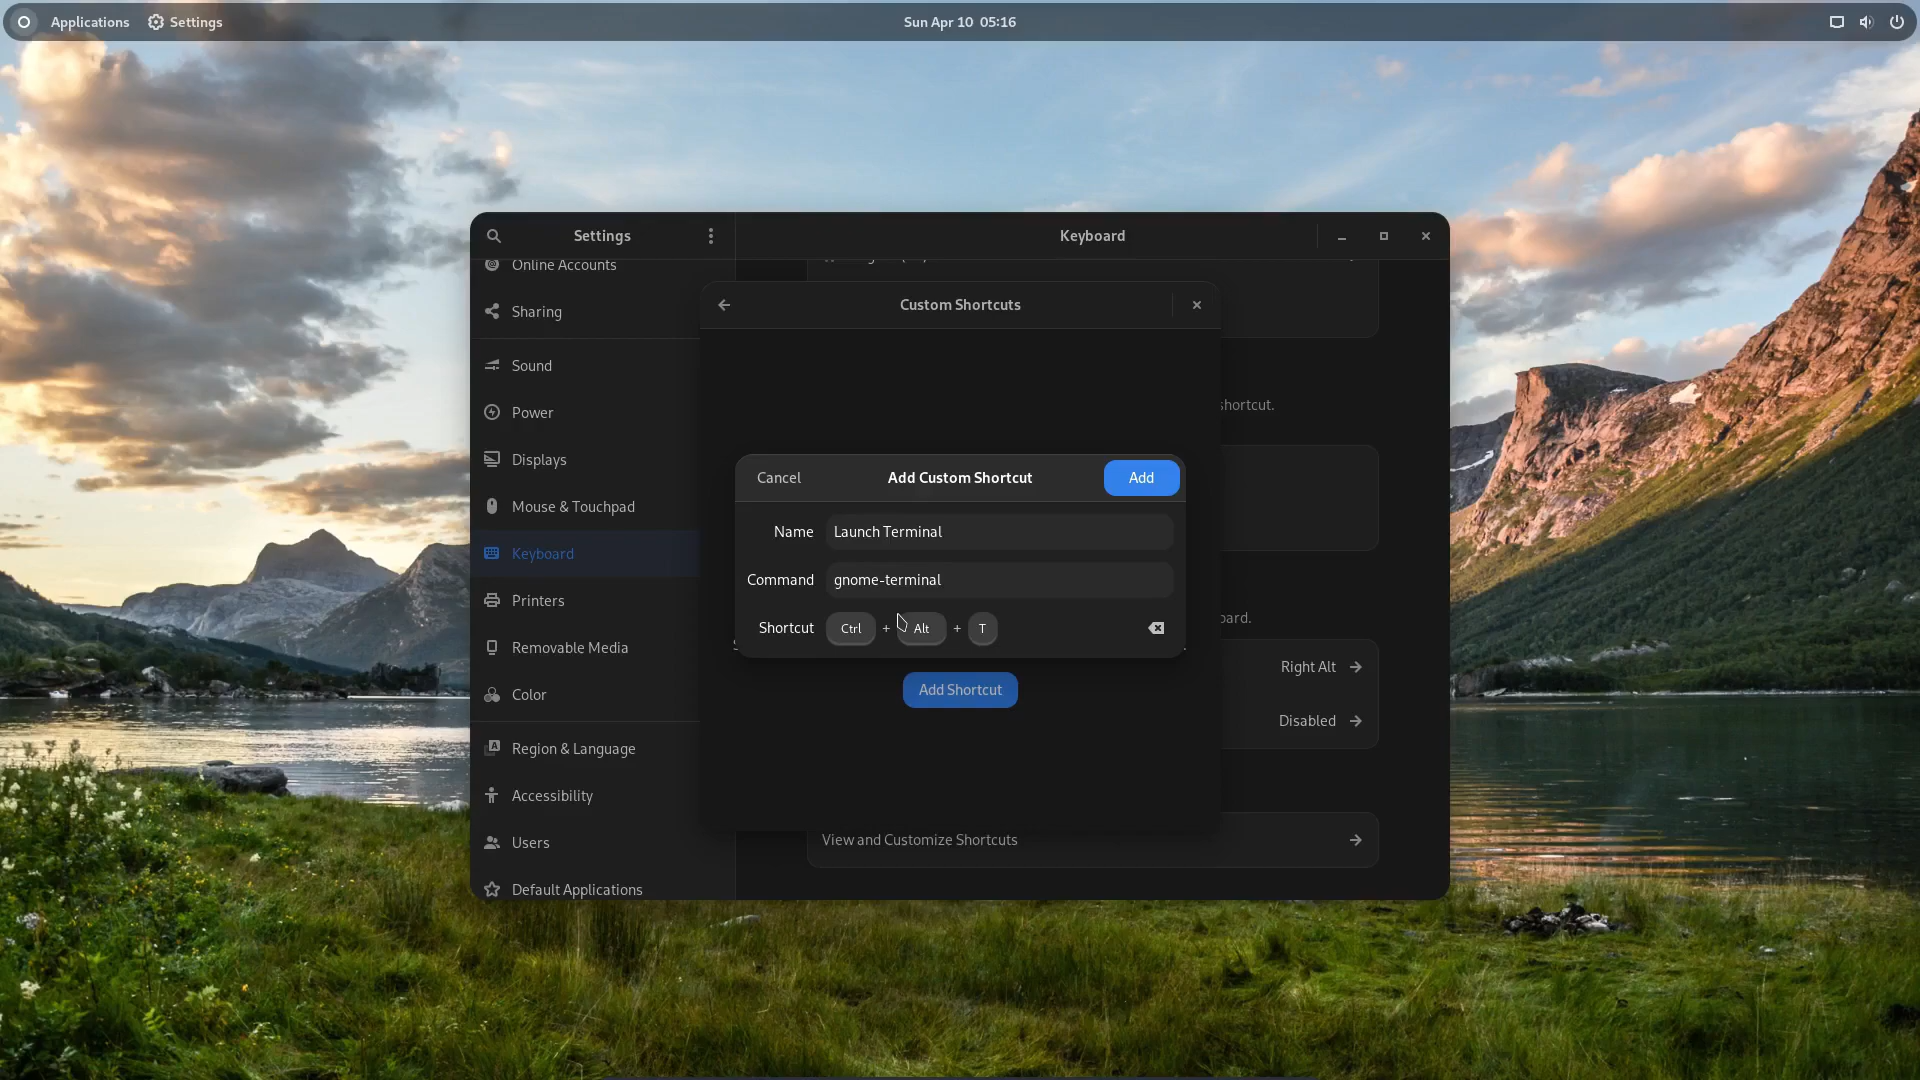 Applications
Settings
Sun Apr 10 05:16
Settings
Keyboard
Online Accounts
Sharing
Custom Shortcuts
Sound
Power
shortcut.
Displays
Cancel
Add Custom Shortcut
Add
Mouse & Touchpad
Name
Launch Terminal
Keyboard
Command
gnome-terminal
Printers
Shortcut
Ctrl + Alt + T
Removable Media
Right Alt
Add Shortcut
Color
Disabled
Region & Language
Accessibility
Users
View and Customize Shortcuts
Default Applications